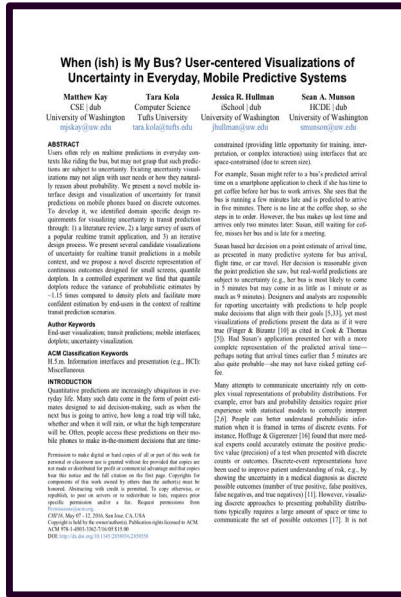 When (ish) is My Bus? User-centered Visualizations of
Uncertainty in Everyday, Mobile Predictive Systems
Matthew Kay
CSE | dub
University of Washington
mjskay@uw.edu
Tara Kola
Computer Science
Tufts University
tara.kola@tufts.edu
Jessica R. Hullman
iSchool | dub
University of Washington
jhullman@uw.edu
Sean A. Munson
HCDE | dub
University of Washington
smunson@uw.edu
ABSTRACT
Users often rely on realtime predictions in everyday con-
texts like riding the bus, but may not grasp that such predic-
tions are subject to uncertainty. Existing uncertainty visual-
izations may not align with user needs or how they natural-
ly reason about probability. We present a novel mobile in-
terface design and visualization of uncertainty for transit
predictions on mobile phones based on discrete outcomes.
To develop it, we identified domain specific design re-
quirements for visualizing uncertainty in transit prediction
through: 1) a literature review, 2) a large survey of users of
a popular realtime transit application, and 3) an iterative
design process. We present several candidate visualizations
of uncertainty for realtime transit predictions in a mobile
context, and we propose a novel discrete representation of
continuous outcomes designed for small screens, quantile
dotplots. In a controlled experiment we find that quantile
dotplots reduce the variance of probabilistic estimates by
~1.15 times compared to density plots and facilitate more
confident estimation by end-users in the context of realtime
transit prediction scenarios.
Author Keywords
End-user visualization; transit predictions; mobile interfaces;
dotplots; uncertainty visualization.
ACM Classification Keywords
H.5.m. Information interfaces and presentation (e.g., HCI):
Miscellaneous
INTRODUCTION
Quantitative predictions are increasingly ubiquitous in eve-
ryday life. Many such data come in the form of point esti-
mates designed to aid decision-making, such as when the
next bus is going to arrive, how long a road trip will take,
whether and when it will rain, or what the high temperature
will be. Often, people access these predictions on their mo-
bile phones to make in-the-moment decisions that are time-
Permission to make digital or hard copies of all or part of this work for
personal or classroom use is granted without fee provided that copies are
not made or distributed for profit or commercial advantage and that copies
bear this notice and the full citation on the first page. Copyrights for
components of this work owned by others than the author(s) must be
honored. Abstracting with credit is permitted. To copy otherwise, or
republish, to post on servers or to redistribute to lists, requires prior
specific permission and/or a fee. Request permissions from
Permissions@acm.org.
CHI'16, May 07 - 12, 2016, San Jose, CA, USA
Copyright is held by the owner/author(s). Publication rights licensed to ACM.
ACM 978-1-4503-3362-7/16/05 $15.00
DOI: http://dx.doi.org/10.1145/2858036.2858558
constrained (providing little opportunity for training, inter-
pretation, or complex interaction) using interfaces that are
space-constrained (due to screen size).
For example, Susan might refer to a bus's predicted arrival
time on a smartphone application to check if she has time to
get coffee before her bus to work arrives. She sees that the
bus is running a few minutes late and is predicted to arrive
in five minutes. There is no line at the coffee shop, so she
steps in to order. However, the bus makes up lost time and
arrives only two minutes later: Susan, still waiting for cof-
fee, misses her bus and is late for a meeting.
Susan based her decision on a point estimate of arrival time,
as presented in many predictive systems for bus arrival,
flight time, or car travel. Her decision is reasonable given
the point prediction she saw, but real-world predictions are
subject to uncertainty (e.g., her bus is most likely to come
in 5 minutes but may come in as little as 1 minute or as
much as 9 minutes). Designers and analysts are responsible
for reporting uncertainty with predictions to help people
make decisions that align with their goals [5,33], yet most
visualizations of predictions present the data as if it were
true (Finger & Bizantz [10] as cited in Cook & Thomas
[5]). Had Susan's application presented her with a more
complete representation of the predicted arrival time—
perhaps noting that arrival times earlier than 5 minutes are
also quite probable—she may not have risked getting cof-
fee.
Many attempts to communicate uncertainty rely on com-
plex visual representations of probability distributions. For
example, error bars and probability densities require prior
experience with statistical models to correctly interpret
[2,6]. People can better understand probabilistic infor-
mation when it is framed in terms of discrete events. For
instance, Hoffrage & Gigerenzer [16] found that more med-
ical experts could accurately estimate the positive predic-
tive value (precision) of a test when presented with discrete
counts or outcomes. Discrete-event representations have
been used to improve patient understanding of risk, e.g., by
showing the uncertainty in a medical diagnosis as discrete
possible outcomes (number of true positive, false positives,
false negatives, and true negatives) [11]. However, visualiz-
ing discrete approaches to presenting probability distribu-
tions typically requires a large amount of space or time to
communicate the set of possible outcomes [17]. It is not